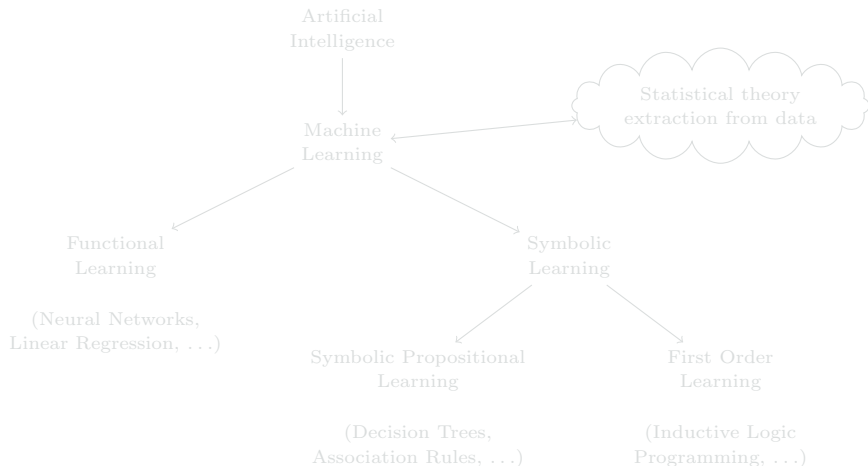 Artificial
Intelligence
Statistical theory
extraction from data
Machine
Learning
Functional
Learning
(Neural Networks,
Linear Regression, . . .)
Symbolic
Learning
Symbolic Propositional
Learning
(Decision Trees,
Association Rules, . . .)
First Order
Learning
(Inductive Logic
Programming, . . .)